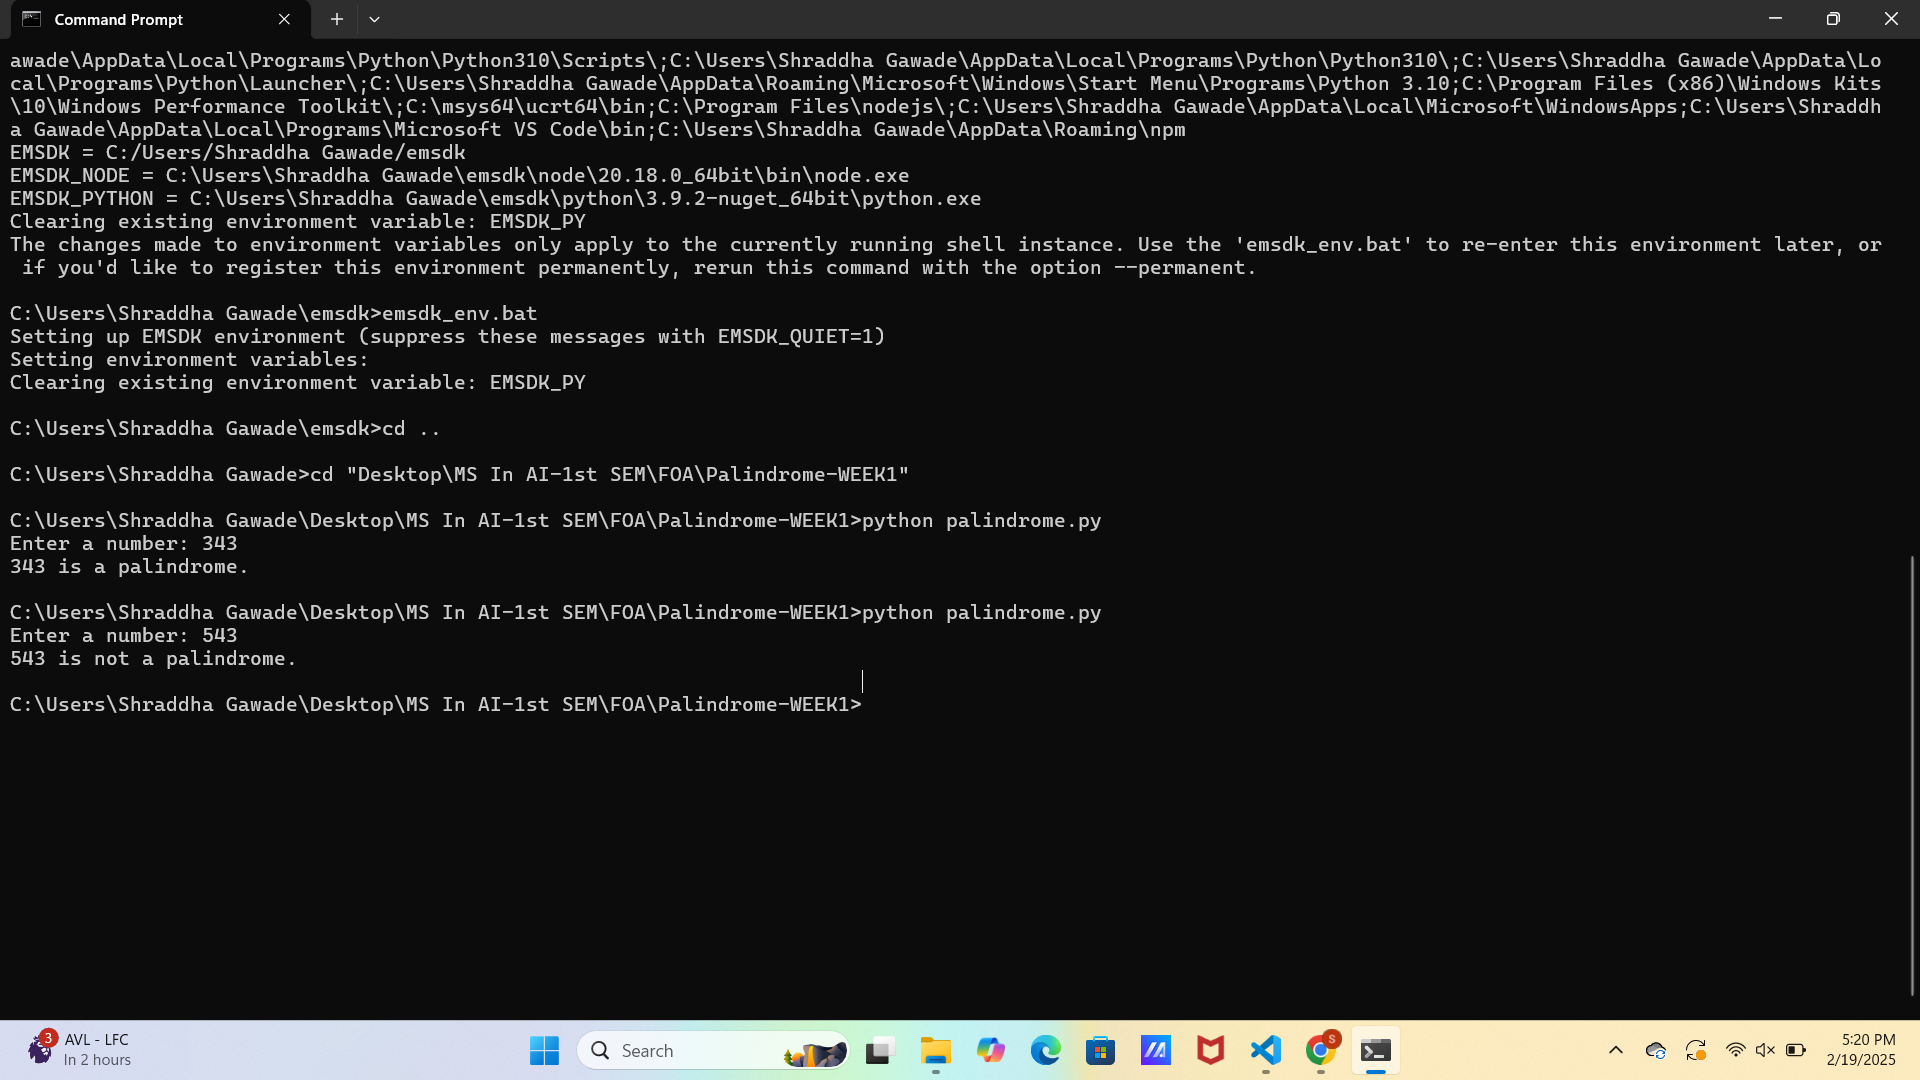 Command Prompt
awade\AppData\Local\Programs\Python\Python310\Scripts\;C:\Users\Shraddha Gawade\AppData\Local\Programs\Python\Python310\;C:\Users\Shraddha Gawade\AppData\Lo
cal\Programs\Python\Launcher\;C:\Users\Shraddha Gawade\AppData\Roaming\Microsoft\Windows\Start Menu\Programs\Python 3.10;C:\Program Files (x86)\Windows Kits
\10\Windows Performance Toolkit\;C:\msys64\ucrt64\bin;C:\Program Files\nodejs\;C:\Users\Shraddha Gawade\AppData\Local\Microsoft\WindowsApps;C:\Users\Shraddh
a Gawade\AppData\Local\Programs\Microsoft VS Code\bin;C:\Users\Shraddha Gawade\AppData\Roaming\npm
EMSDK = C:/Users/Shraddha Gawade/emsdk
EMSDK_NODE = C:\Users\Shraddha Gawade\emsdk\node\20.18.0_64bit\bin\node.exe
EMSDK_PYTHON = C:\Users\Shraddha Gawade\emsdk\python\3.9.2-nuget_64bit\python.exe
Clearing existing environment variable: EMSDK_PY
The changes made to environment variables only apply to the currently running shell instance. Use the 'emsdk_env.bat' to re-enter this environment later, or
 if you'd like to register this environment permanently, rerun this command with the option --permanent.
C:\Users\Shraddha Gawade\emsdk>emsdk_env.bat
Setting up EMSDK environment (suppress these messages with EMSDK_QUIET=1)
Setting environment variables:
Clearing existing environment variable: EMSDK_PY
C:\Users\Shraddha Gawade\emsdk>cd ..
C:\Users\Shraddha Gawade>cd "Desktop\MS In AI-1st SEM\FOA\Palindrome-WEEK1"
C:\Users\Shraddha Gawade\Desktop\MS In AI-1st SEM\FOA\Palindrome-WEEK1>python palindrome.py
Enter a number: 343
343 is a palindrome.
C:\Users\Shraddha Gawade\Desktop\MS In AI-1st SEM\FOA\Palindrome-WEEK1>python palindrome.py
Enter a number: 543
543 is not a palindrome.
C:\Users\Shraddha Gawade\Desktop\MS In AI-1st SEM\FOA\Palindrome-WEEK1>
3
AVL - LFC
In 2 hours
Search
S
5:20 PM
2/19/2025